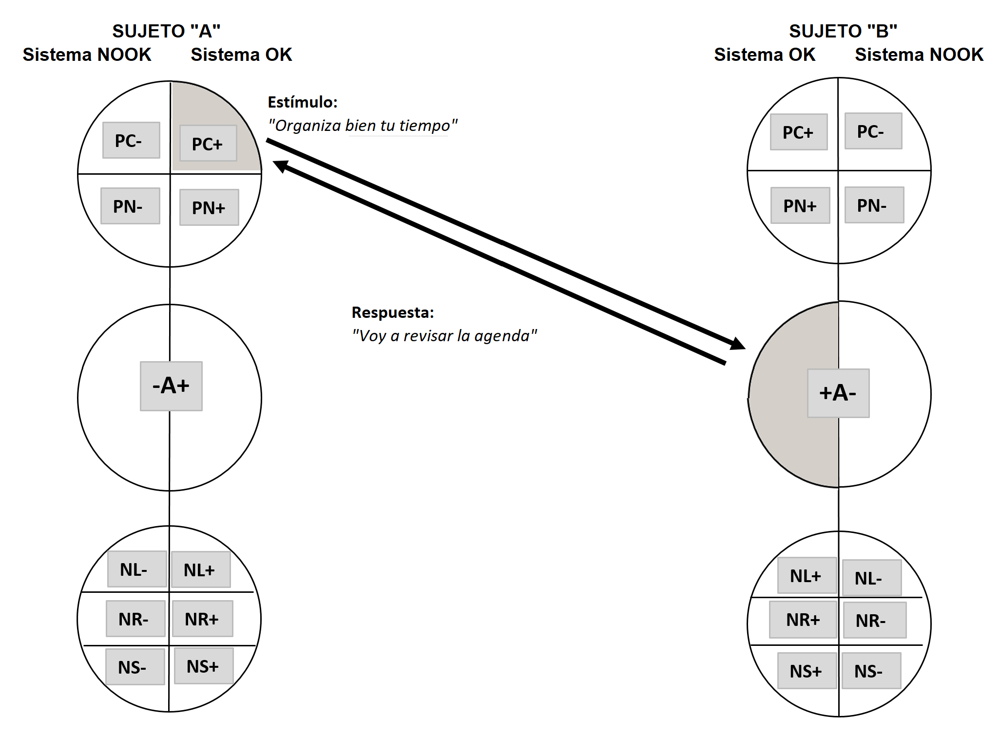 SUJETO "A"
Sistema NOOK
Sistema OK
PC-
PC+
PN-
PN+
-A+
NL-
NL+
NR-
NR+
NS-
NS+
Estímulo:
"Organiza bien tu tiempo"
Respuesta:
"Voy a revisar la agenda"
SUJETO "B"
Sistema OK
Sistema NOOK
PC+
PC-
PN+
PN-
+A-
NL+
NL-
NR+
NR-
NS+
NS-